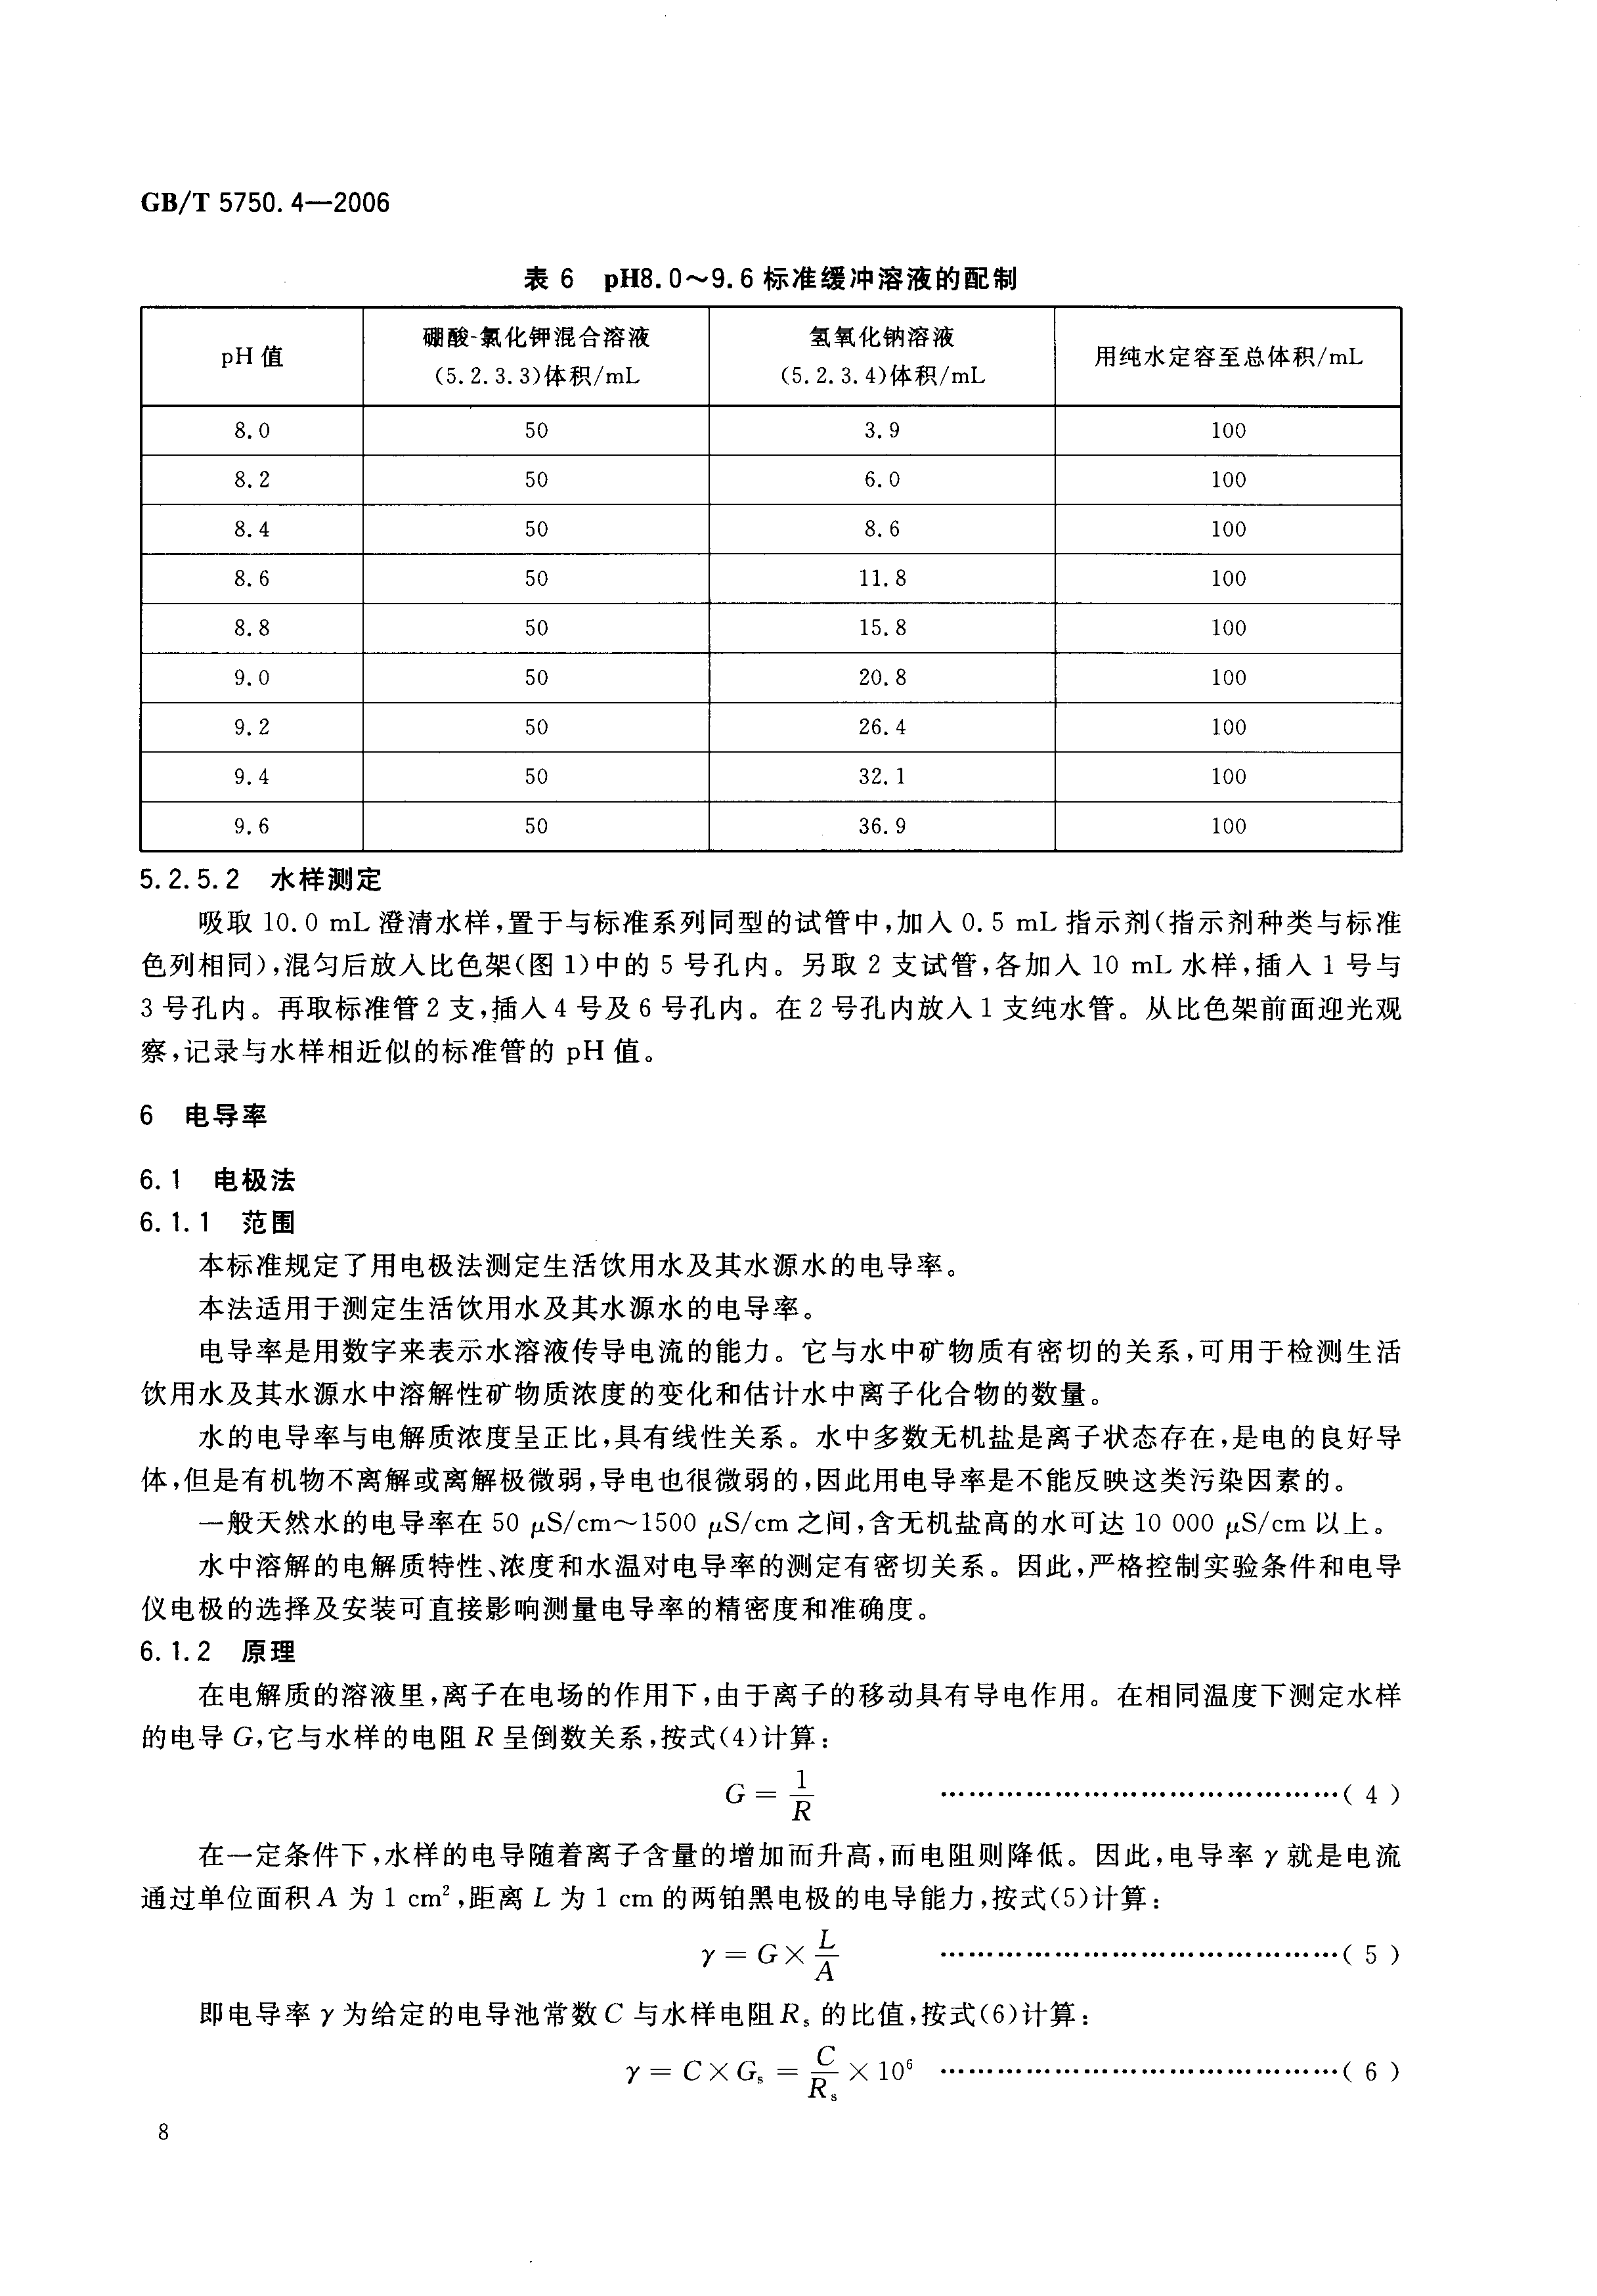 GB/T 5750.4—2006
表 6　pH8.0～9.6 标准缓冲溶液的配制
pH 值　硼酸-氯化钾混合溶液(5.2.3.3)体积/mL　氢氧化钠溶液(5.2.3.4)体积/mL　用纯水定容至总体积/mL
8.0　50　3.9　100
8.2　50　6.0　100
8.4　50　8.6　100
8.6　50　11.8　100
8.8　50　15.8　100
9.0　50　20.8　100
9.2　50　26.4　100
9.4　50　32.1　100
9.6　50　36.9　100
5.2.5.2　水样测定
吸取 10.0 mL 澄清水样,置于与标准系列同型的试管中,加入 0.5 mL 指示剂(指示剂种类与标准
色列相同),混匀后放入比色架(图 1)中的 5 号孔内。另取 2 支试管,各加入 10 mL 水样,插入 1 号与
3 号孔内。再取标准管 2 支,插入 4 号及 6 号孔内。在 2 号孔内放入 1 支纯水管。从比色架前面迎光观
察,记录与水样相近似的标准管的 pH 值。
6　电导率
6.1　电极法
6.1.1　范围
本标准规定了用电极法测定生活饮用水及其水源水的电导率。
本法适用于测定生活饮用水及其水源水的电导率。
电导率是用数字来表示水溶液传导电流的能力。它与水中矿物质有密切的关系,可用于检测生活
饮用水及其水源水中溶解性矿物质浓度的变化和估计水中离子化合物的数量。
水的电导率与电解质浓度呈正比,具有线性关系。水中多数无机盐是离子状态存在,是电的良好导
体,但是有机物不离解或离解极微弱,导电也很微弱的,因此用电导率是不能反映这类污染因素的。
一般天然水的电导率在 50 μS/cm～1500 μS/cm 之间,含无机盐高的水可达 10 000 μS/cm 以上。
水中溶解的电解质特性、浓度和水温对电导率的测定有密切关系。因此,严格控制实验条件和电导
仪电极的选择及安装可直接影响测量电导率的精密度和准确度。
6.1.2　原理
在电解质的溶液里,离子在电场的作用下,由于离子的移动具有导电作用。在相同温度下测定水样
的电导 G,它与水样的电阻 R 呈倒数关系,按式(4)计算:
G = 1/R ……………………………………( 4 )
在一定条件下,水样的电导随着离子含量的增加而升高,而电阻则降低。因此,电导率 γ 就是电流
通过单位面积 A 为 1 cm²,距离 L 为 1 cm 的两铂黑电极的电导能力,按式(5)计算:
γ = G × L/A ……………………………………( 5 )
即电导率 γ 为给定的电导池常数 C 与水样电阻 Rₛ 的比值,按式(6)计算:
γ = C × Gₛ = C/Rₛ × 10⁶ ……………………………………( 6 )
8